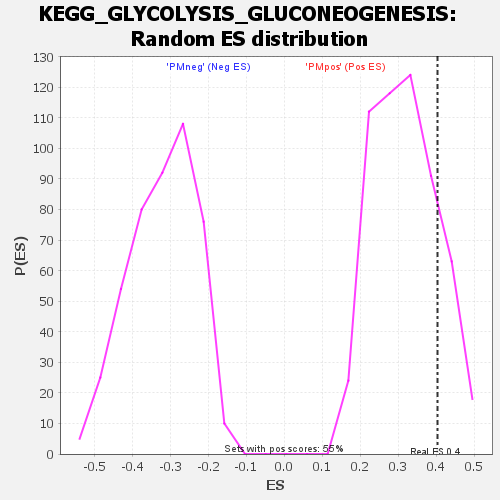 KEGG_GLYCOLYSIS_GLUCONEOGENESIS:
Random ES distribution
'PMneg' (Neg ES)
'PMpos' (Pos ES)
130
120
110
100
90
80
70
60
50
40
30
20
10
0
P(ES)
Sets with pos scores: 55%
Real ES 0.4
-0.5 -0.4 -0.3 -0.2 -0.1 0.0 0.1 0.2 0.3 0.4 0.5
ES